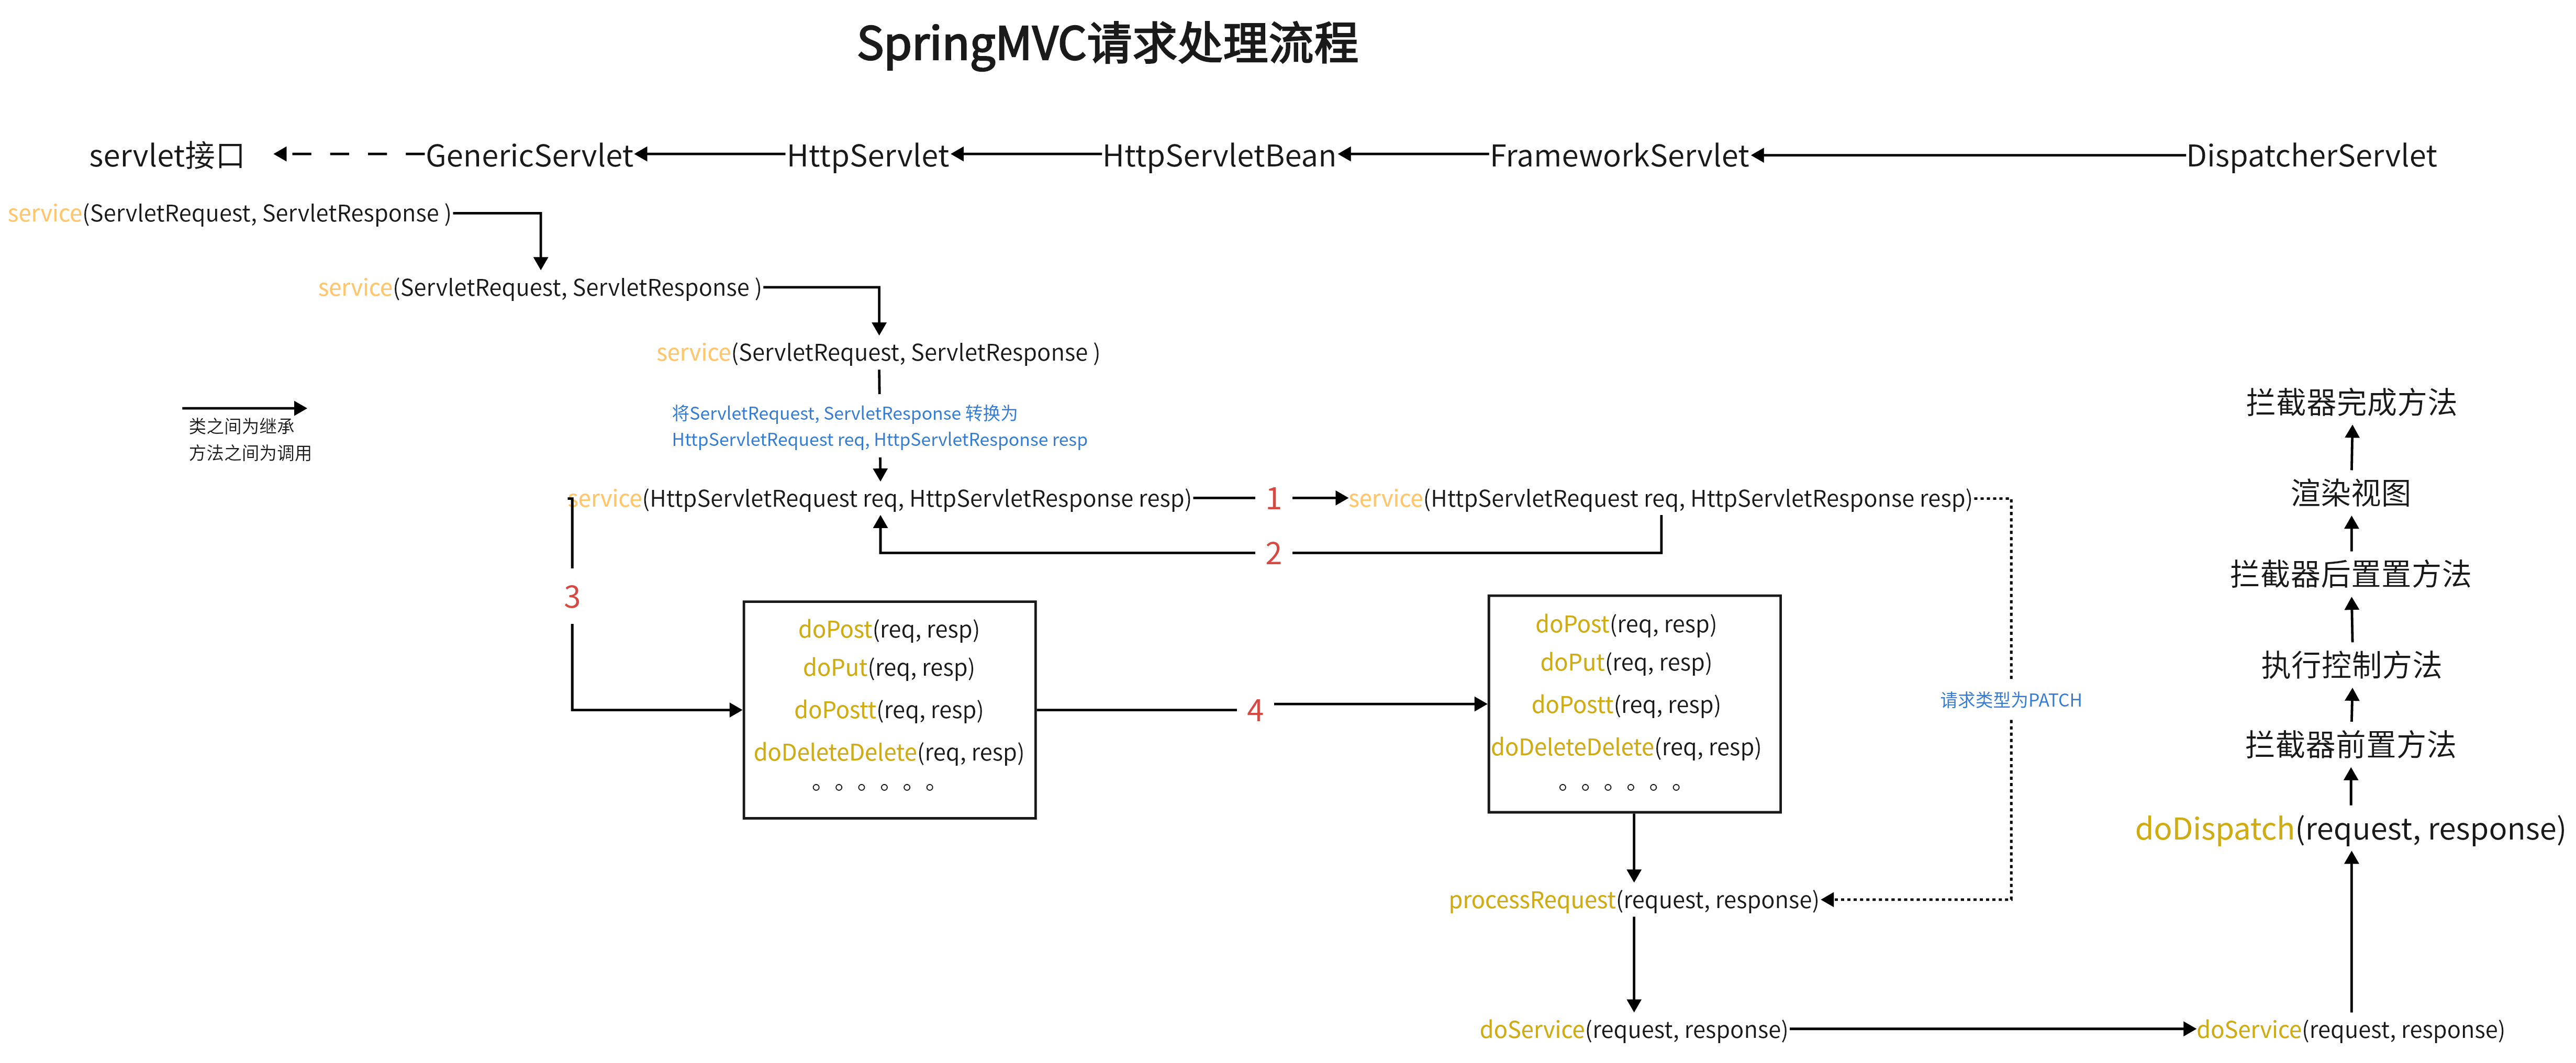 SpringMVC请求处理流程
servlet接口
GenericServlet
HttpServlet
HttpServletBean
FrameworkServlet
DispatcherServlet
service(ServletRequest, ServletResponse )
service(ServletRequest, ServletResponse )
service(ServletRequest, ServletResponse )
类之间为继承
方法之间为调用
将ServletRequest, ServletResponse 转换为
HttpServletRequest req, HttpServletResponse resp
service(HttpServletRequest req, HttpServletResponse resp)
1
service(HttpServletRequest req, HttpServletResponse resp)
2
3
doPost(req, resp)
doPut(req, resp)
doPostt(req, resp)
doDeleteDelete(req, resp)
。。。。。。
4
doPost(req, resp)
doPut(req, resp)
doPostt(req, resp)
doDeleteDelete(req, resp)
。。。。。。
请求类型为PATCH
processRequest(request, response)
doService(request, response)
doService(request, response)
拦截器完成方法
渲染视图
拦截器后置置方法
执行控制方法
拦截器前置方法
doDispatch(request, response)